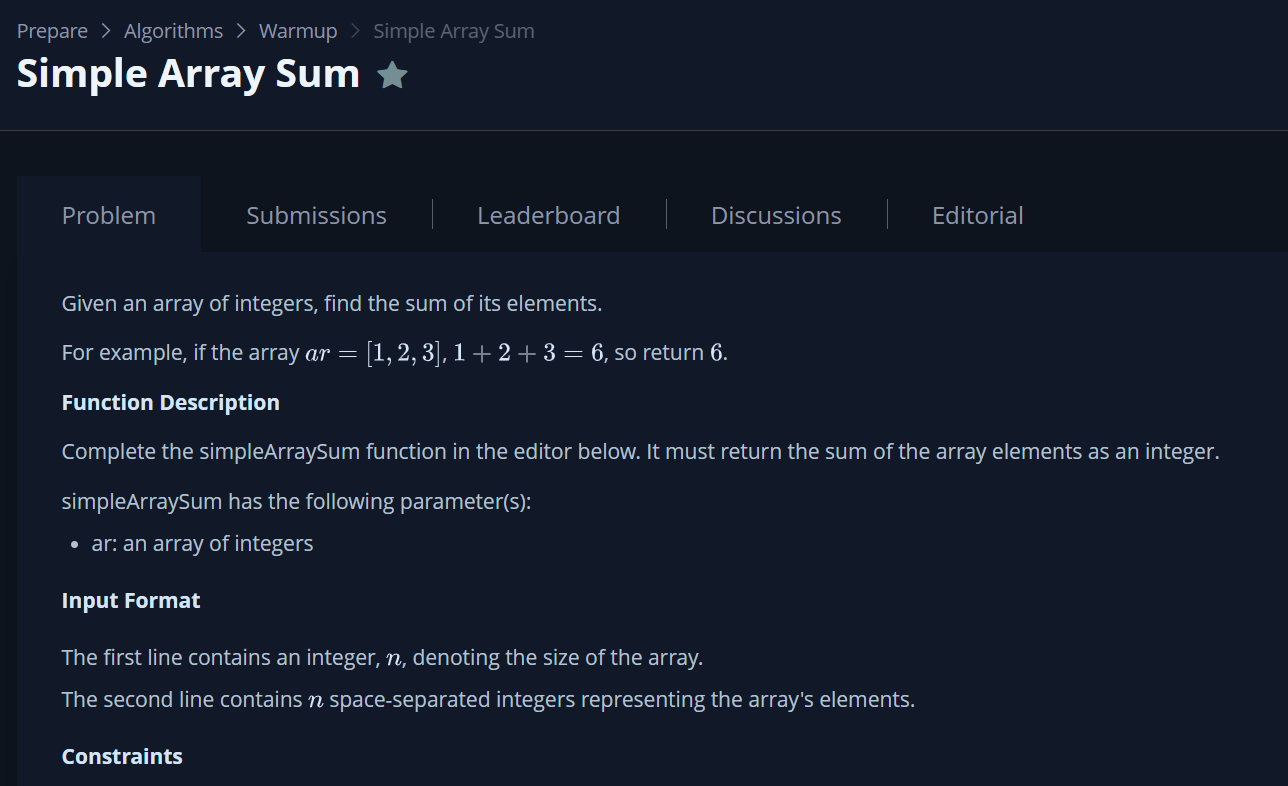 Prepare > Algorithms > Warmup > Simple Array Sum
Simple Array Sum
Problem
Submissions
Leaderboard
Discussions
Editorial
Given an array of integers, find the sum of its elements.
For example, if the array ar = [1, 2, 3], 1 + 2 + 3 = 6, so return 6.
Function Description
Complete the simpleArraySum function in the editor below. It must return the sum of the array elements as an integer.
simpleArraySum has the following parameter(s):
• ar: an array of integers
Input Format
The first line contains an integer, n, denoting the size of the array.
The second line contains n space-separated integers representing the array's elements.
Constraints